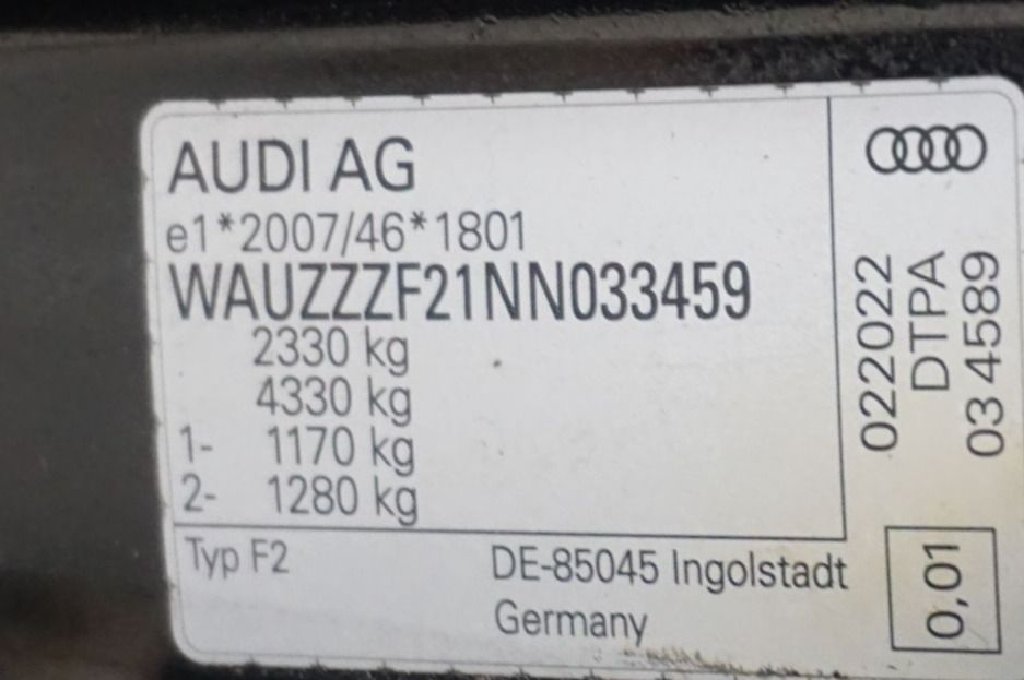 AUDI AG
e1*2007/46*1801
WAUZZZF21NN033459
2330 kg
4330 kg
1- 1170 kg
2- 1280 kg
Typ F2
DE-85045 Ingolstadt
Germany
022022
DTPA
03 4589
0,01